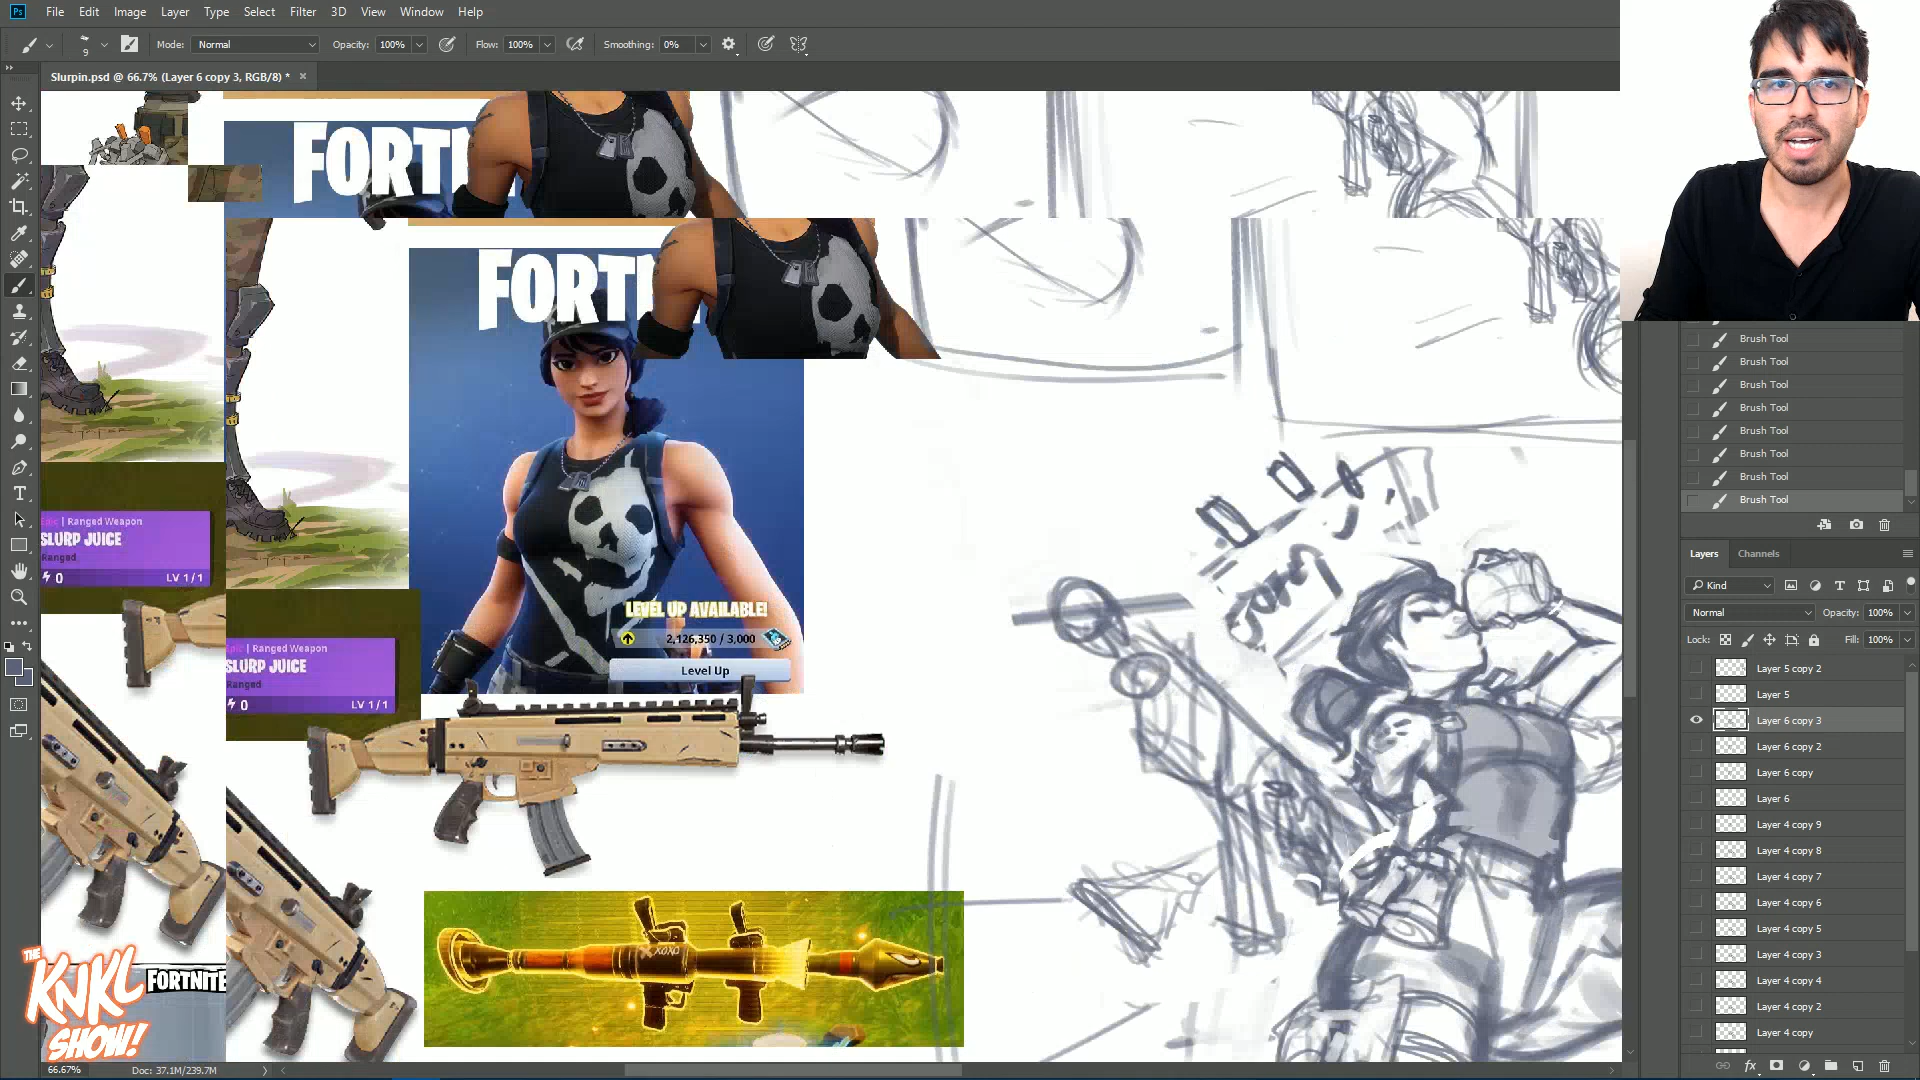 Ps File Edit Image Layer Type Select Filter 3D View Window Help
9 Mode: Normal Opacity: 100% Flow: 100% Smoothing: 0%
Slurpin.psd @ 66.7% (Layer 6 copy 3, RGB/8) * ×
FORT
FORT
LEVEL UP AVAILABLE!
2,126,350 / 3,000
Level Up
Epic | Ranged Weapon
SLURP JUICE
Ranged
0 LV 1/1
Epic | Ranged Weapon
SLURP JUICE
Ranged
0 LV 1/1
XOXO
FORTNITE
THE
KNKL
SHOW!
66.67% Doc: 37.1M/239.7M
Brush Tool
Brush Tool
Brush Tool
Brush Tool
Brush Tool
Brush Tool
Brush Tool
Brush Tool
Layers Channels
Kind
Normal Opacity: 100%
Lock: Fill: 100%
Layer 5 copy 2
Layer 5
Layer 6 copy 3
Layer 6 copy 2
Layer 6 copy
Layer 6
Layer 4 copy 9
Layer 4 copy 8
Layer 4 copy 7
Layer 4 copy 6
Layer 4 copy 5
Layer 4 copy 3
Layer 4 copy 4
Layer 4 copy 2
Layer 4 copy
fx